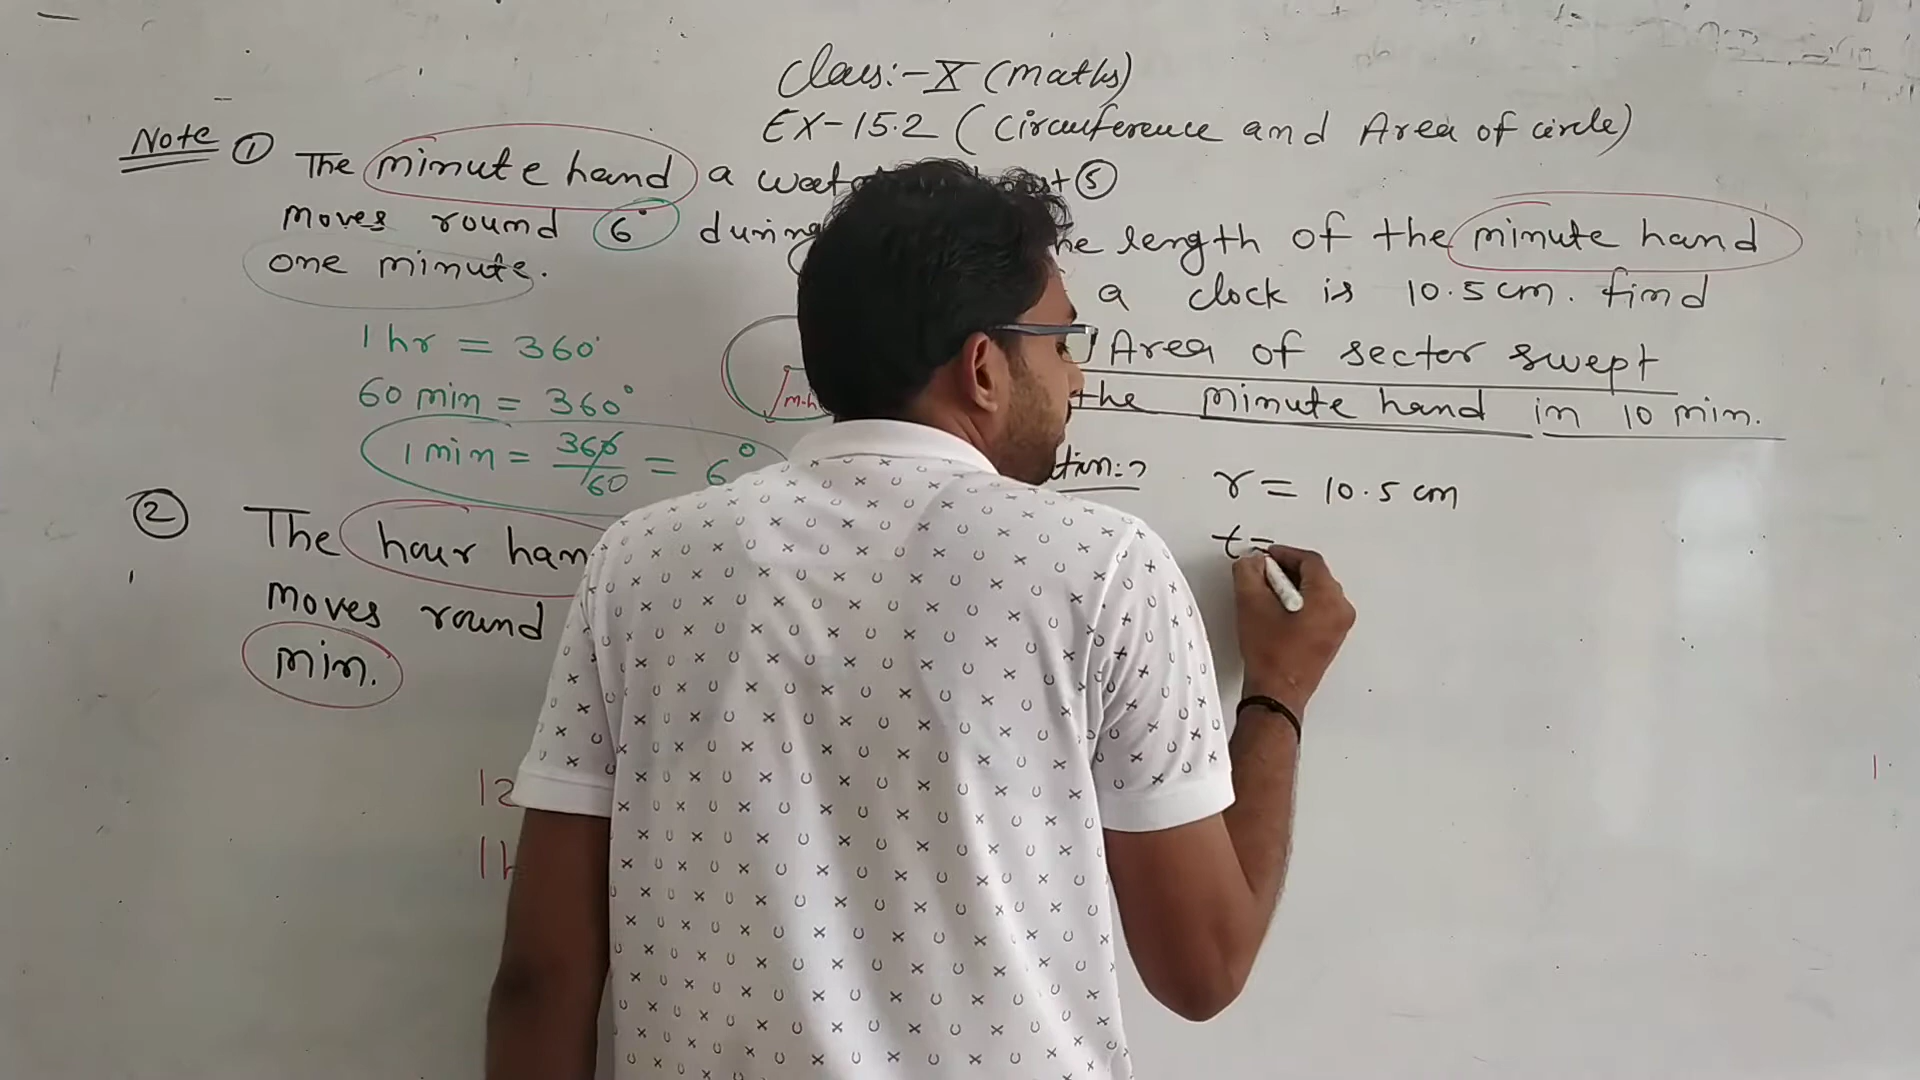 Class:- X (maths)
EX-15.2 (Circumference and Area of circle)
Note ① The minute hand a
moves round 6° during
one minute.
1 hr = 360°
60 min = 360°
1 min = 360/60 = 6°
② The hour
moves round
min.
12
⑤
length of the minute hand
a clock is 10.5 cm. find
Area of sector swept
the minute hand in 10 min.
r = 10.5 cm
t =